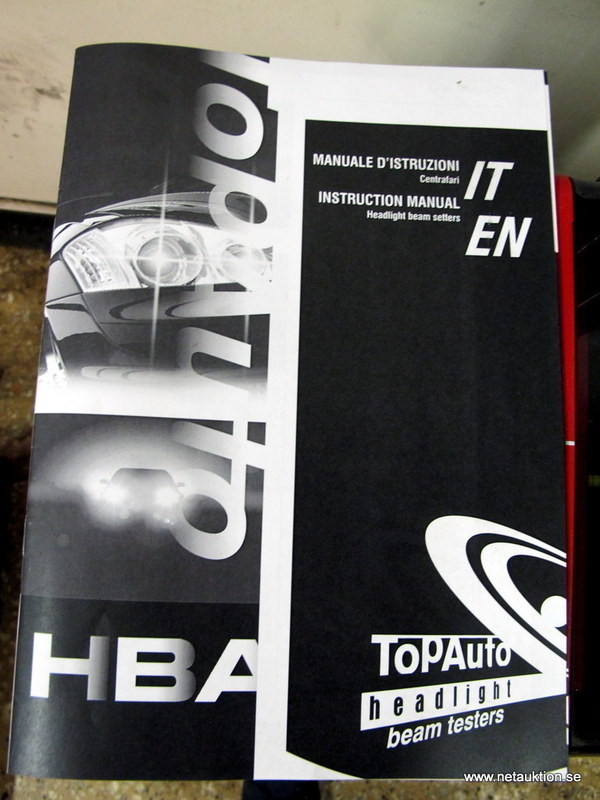 TopAuto
MANUALE D'ISTRUZIONI
Centrafari
IT
INSTRUCTION MANUAL
Headlight beam setters
EN
HBA
TopAuto
headlight
beam testers
www.netauktion.se